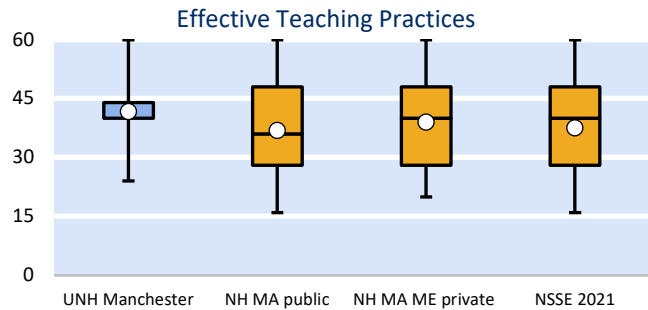 Effective Teaching Practices
60
45
30
15
0
UNH Manchester NH MA public NH MA ME private NSSE 2021